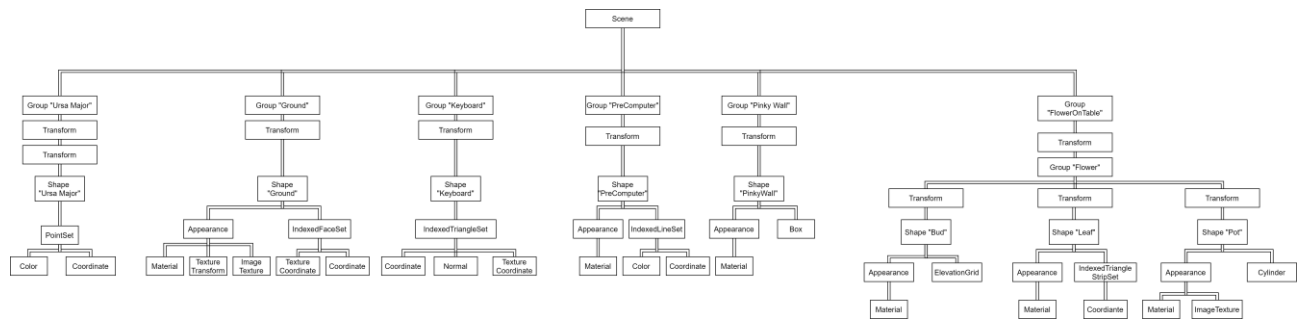 Scene
Group "Ursa Major"
Group "Ground"
Group "Keyboard"
Group "PreComputer"
Group "Pinky Wall"
Group
"FlowerOnTable"
Transform
Transform
Transform
Transform
Transform
Transform
Transform
Group "Flower"
Shape
"Ursa Major"
Shape
"Ground"
Shape
"Keyboard"
Shape
"PreComputer"
Shape
"PinkyWall"
Transform
Transform
Transform
PointSet
Appearance
IndexedFaceSet
IndexedTriangleSet
Appearance
IndexedLineSet
Appearance
Box
Shape "Bud"
Shape "Leaf"
Shape "Pot"
Color
Coordinate
Material
Texture
Transform
Image
Texture
Texture
Coordinate
Coordinate
Coordinate
Normal
Texture
Coordinate
Material
Color
Coordinate
Material
Appearance
ElevationGrid
Appearance
IndexedTriangle
StripSet
Appearance
Cylinder
Material
Material
Coordiante
Material
ImageTexture